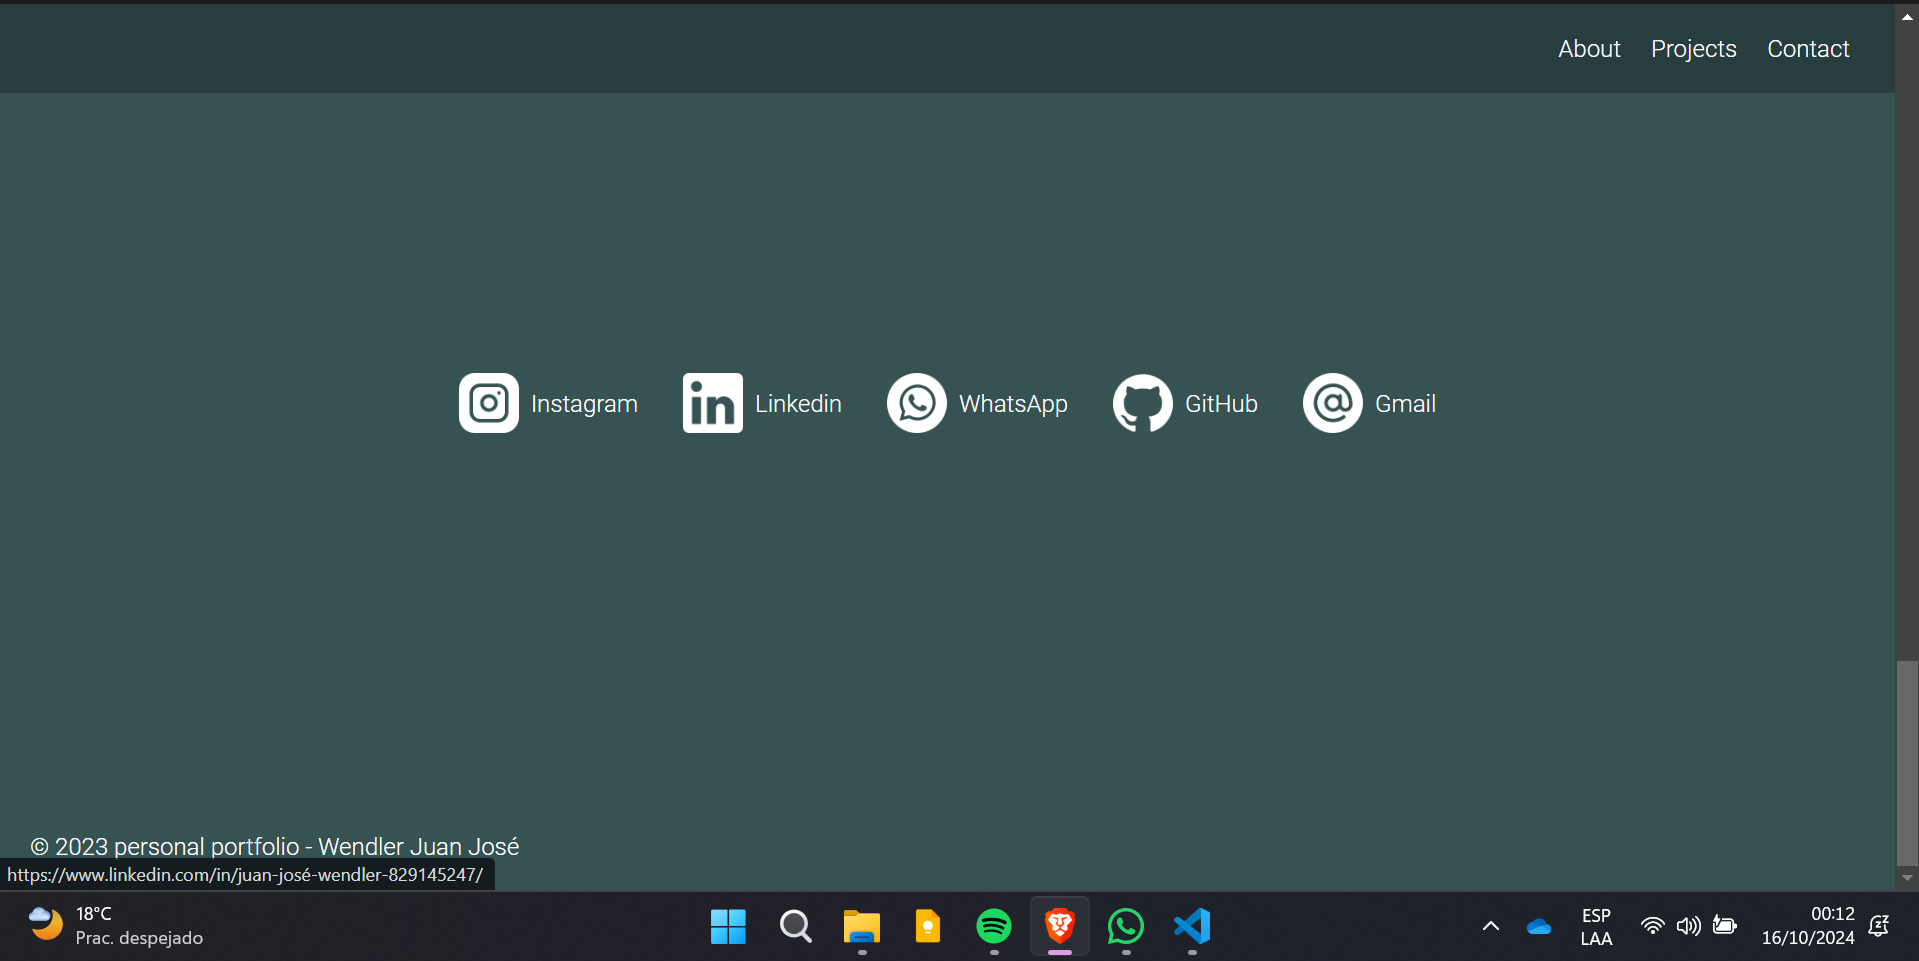 About Projects Contact
Instagram Linkedin WhatsApp GitHub Gmail
© 2023 personal portfolio - Wendler Juan José
https://www.linkedin.com/in/juan-josé-wendler-829145247/
18°C
Prac. despejado
ESP
LAA
00:12
16/10/2024